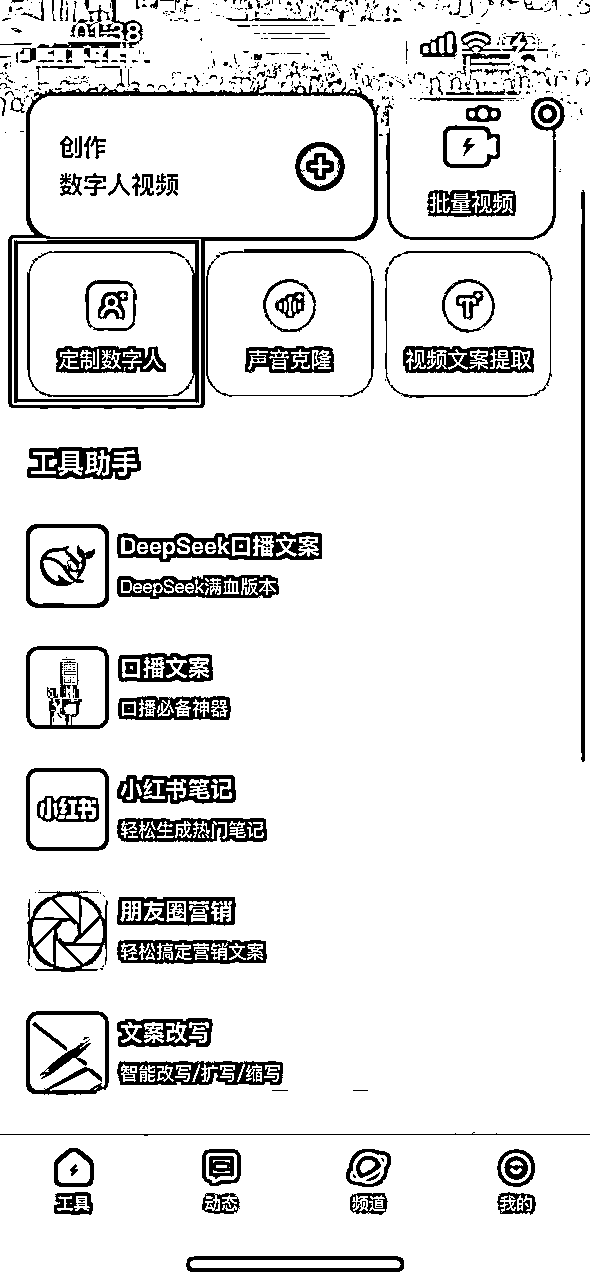 01:38
创作
数字人视频
批量视频
定制数字人
声音克隆
视频文案提取
工具助手
DeepSeek口播文案
DeepSeek满血版本
口播文案
口播必备神器
小红书
小红书笔记
轻松生成热门笔记
朋友圈营销
轻松搞定营销文案
文案改写
智能改写/扩写/缩写
工具
动态
频道
我的